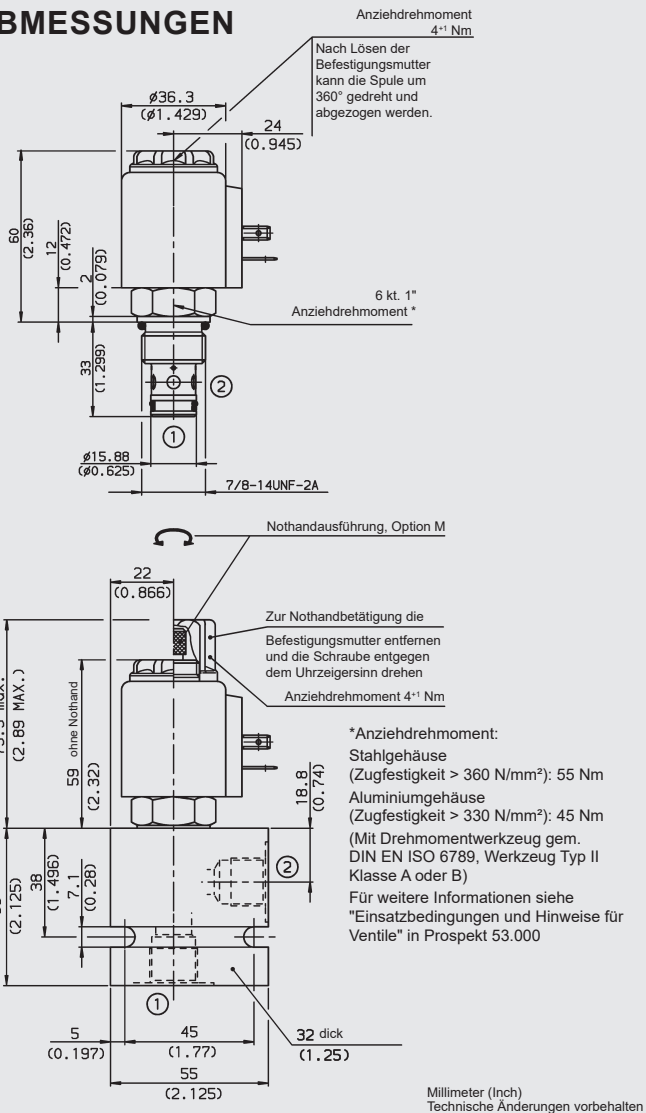 BMESSUNGEN
Anziehdrehmoment
4⁺¹ Nm
Nach Lösen der
Befestigungsmutter
kann die Spule um
360° gedreht und
abgezogen werden.
ø36.3
(ø1.429)
24
(0.945)
60
(2.36)
12
(0.472)
2
(0.079)
6 kt. 1"
Anziehdrehmoment *
33
(1.299)
②
①
ø15.88
(ø0.625)
7/8-14UNF-2A
Nothandausführung, Option M
22
(0.866)
Zur Nothandbetätigung die
Befestigungsmutter entfernen
und die Schraube entgegen
dem Uhrzeigersinn drehen
Anziehdrehmoment 4⁺¹ Nm
(2.89 MAX.)
59 ohne Nothand
(2.32)
18.8
(0.74)
*Anziehdrehmoment:
Stahlgehäuse
(Zugfestigkeit > 360 N/mm²): 55 Nm
Aluminiumgehäuse
(Zugfestigkeit > 330 N/mm²): 45 Nm
(Mit Drehmomentwerkzeug gem.
DIN EN ISO 6789, Werkzeug Typ II
Klasse A oder B)
Für weitere Informationen siehe
"Einsatzbedingungen und Hinweise für
Ventile" in Prospekt 53.000
(2.125)
38
(1.496)
7.1
(0.28)
②
①
5
(0.197)
45
(1.77)
32 dick
(1.25)
55
(2.125)
Millimeter (Inch)
Technische Änderungen vorbehalten